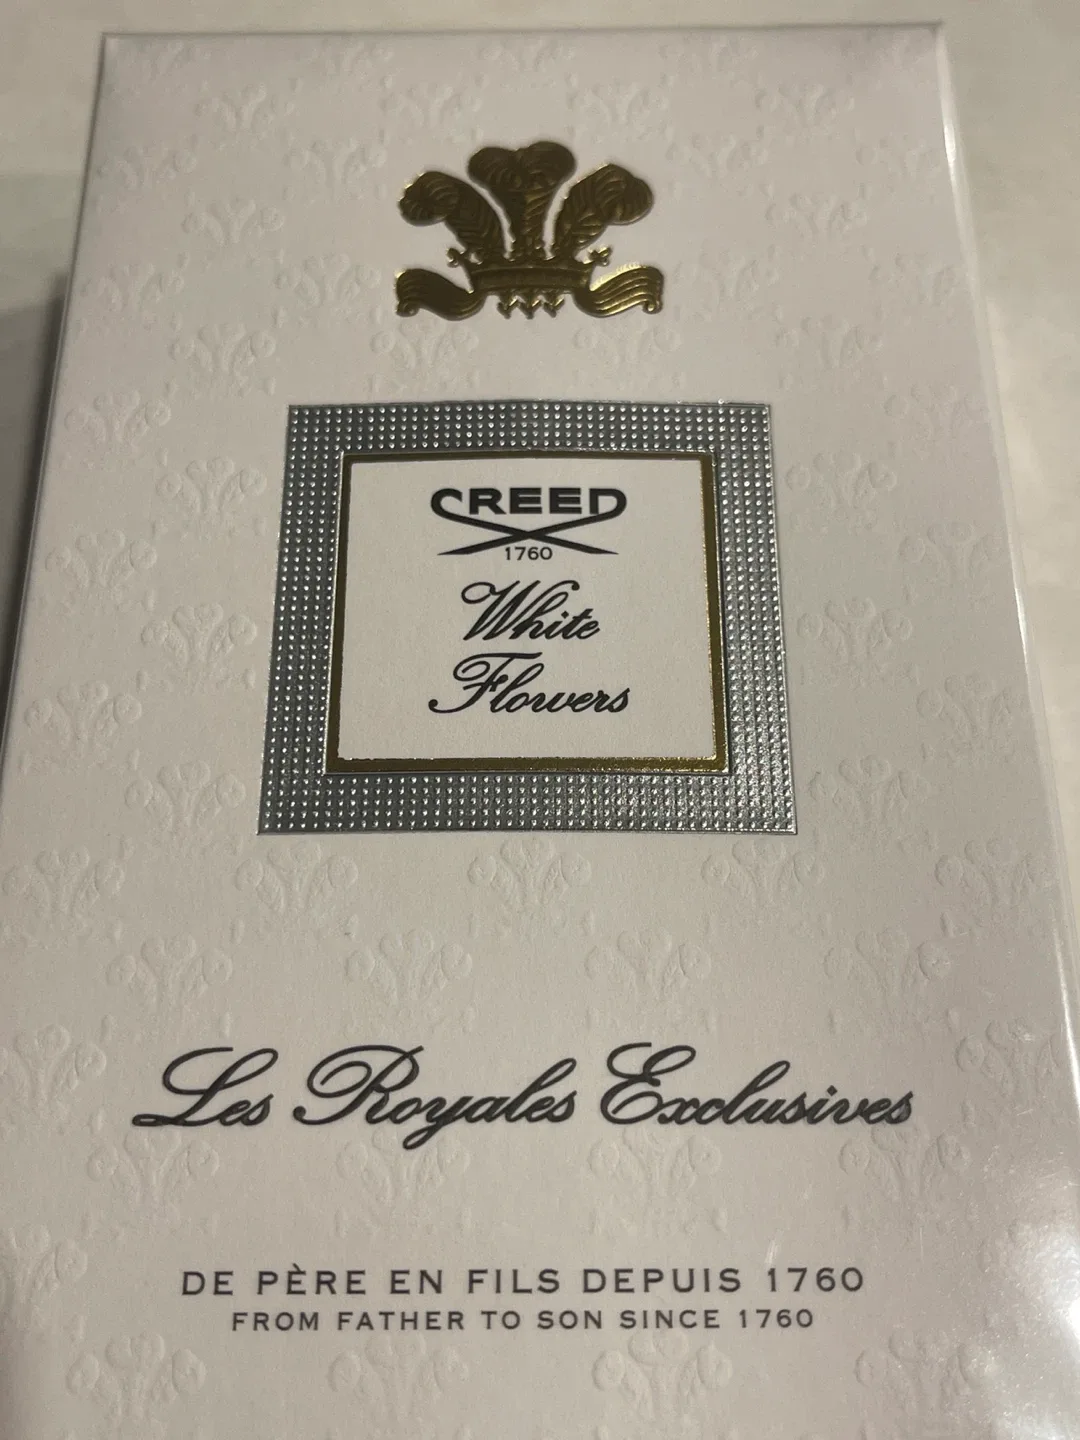 CREED
1760
White
Flowers
Les Royales Exclusives
DE PÈRE EN FILS DEPUIS 1760
FROM FATHER TO SON SINCE 1760